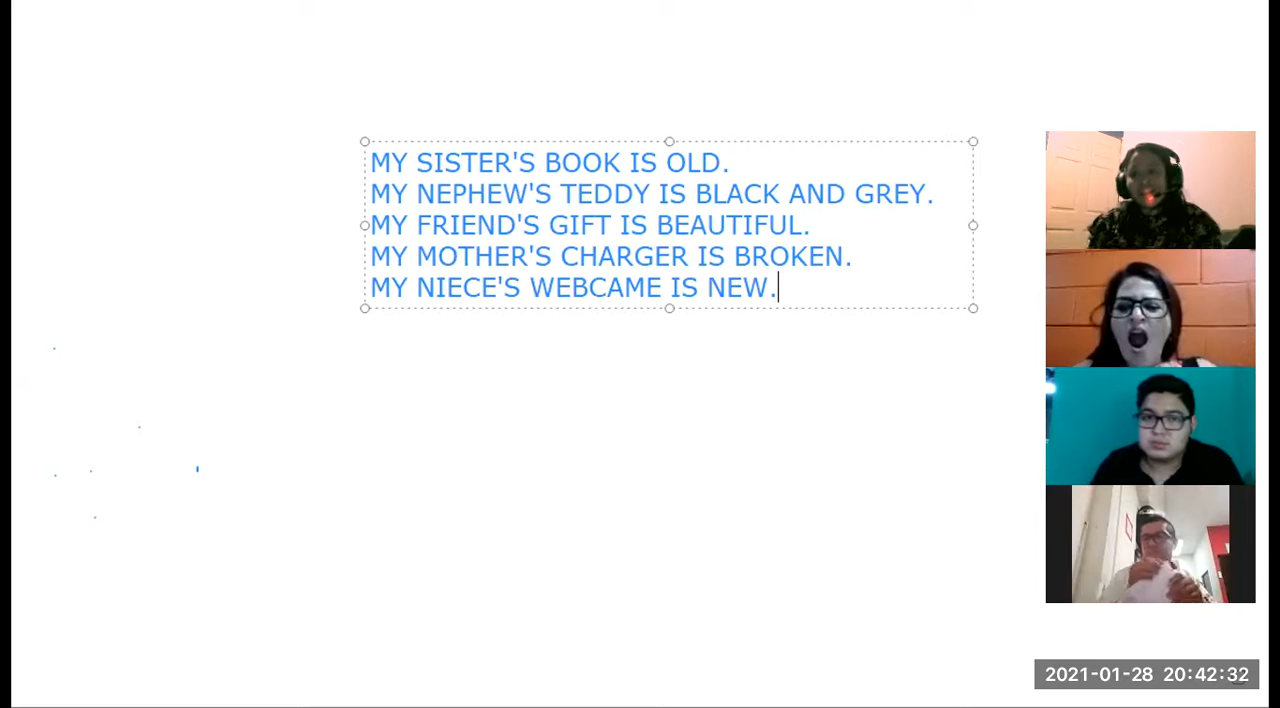 MY SISTER'S BOOK IS OLD.
MY NEPHEW'S TEDDY IS BLACK AND GREY.
MY FRIEND'S GIFT IS BEAUTIFUL.
MY MOTHER'S CHARGER IS BROKEN.
MY NIECE'S WEBCAME IS NEW.
2021-01-28 20:42:32